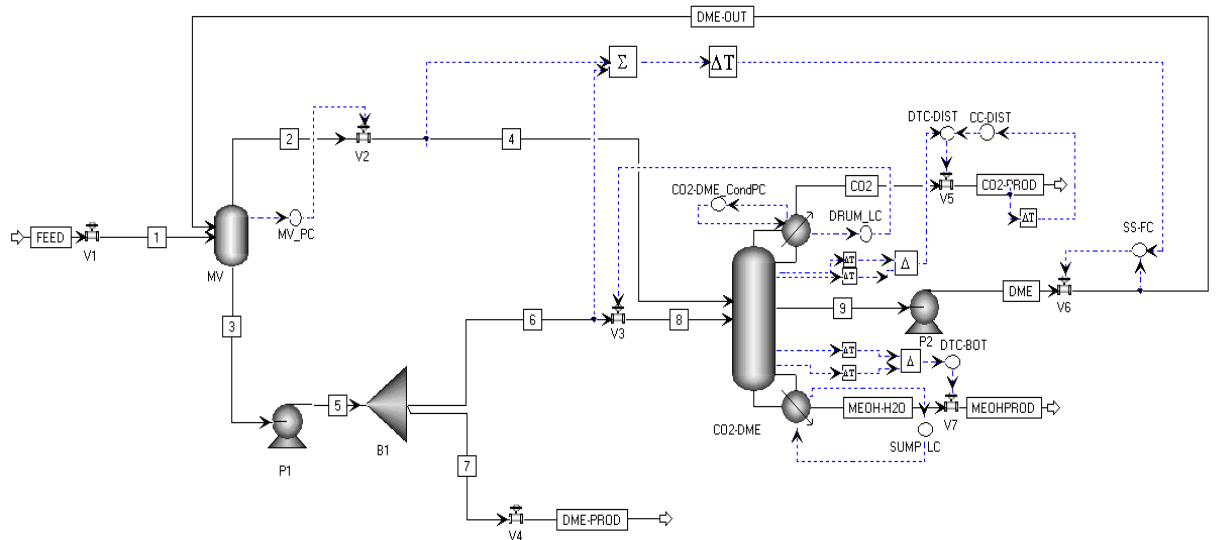 DME-OUT
Σ
ΔT
DTC-DIST
CC-DIST
2
V2
4
CO2-DME_CondPC
CO2
V5
CO2-PROD
FEED
V1
1
MV
MV_PC
DRUM_LC
ΔT
ΔT
ΔT
Δ
SS-FC
3
6
V3
8
9
P2
DME
V6
DTC-BOT
ΔT
ΔT
Δ
P1
5
B1
7
CO2-DME
MEOH-H2O
SUMP LC
V7
MEOHPROD
V4
DME-PROD